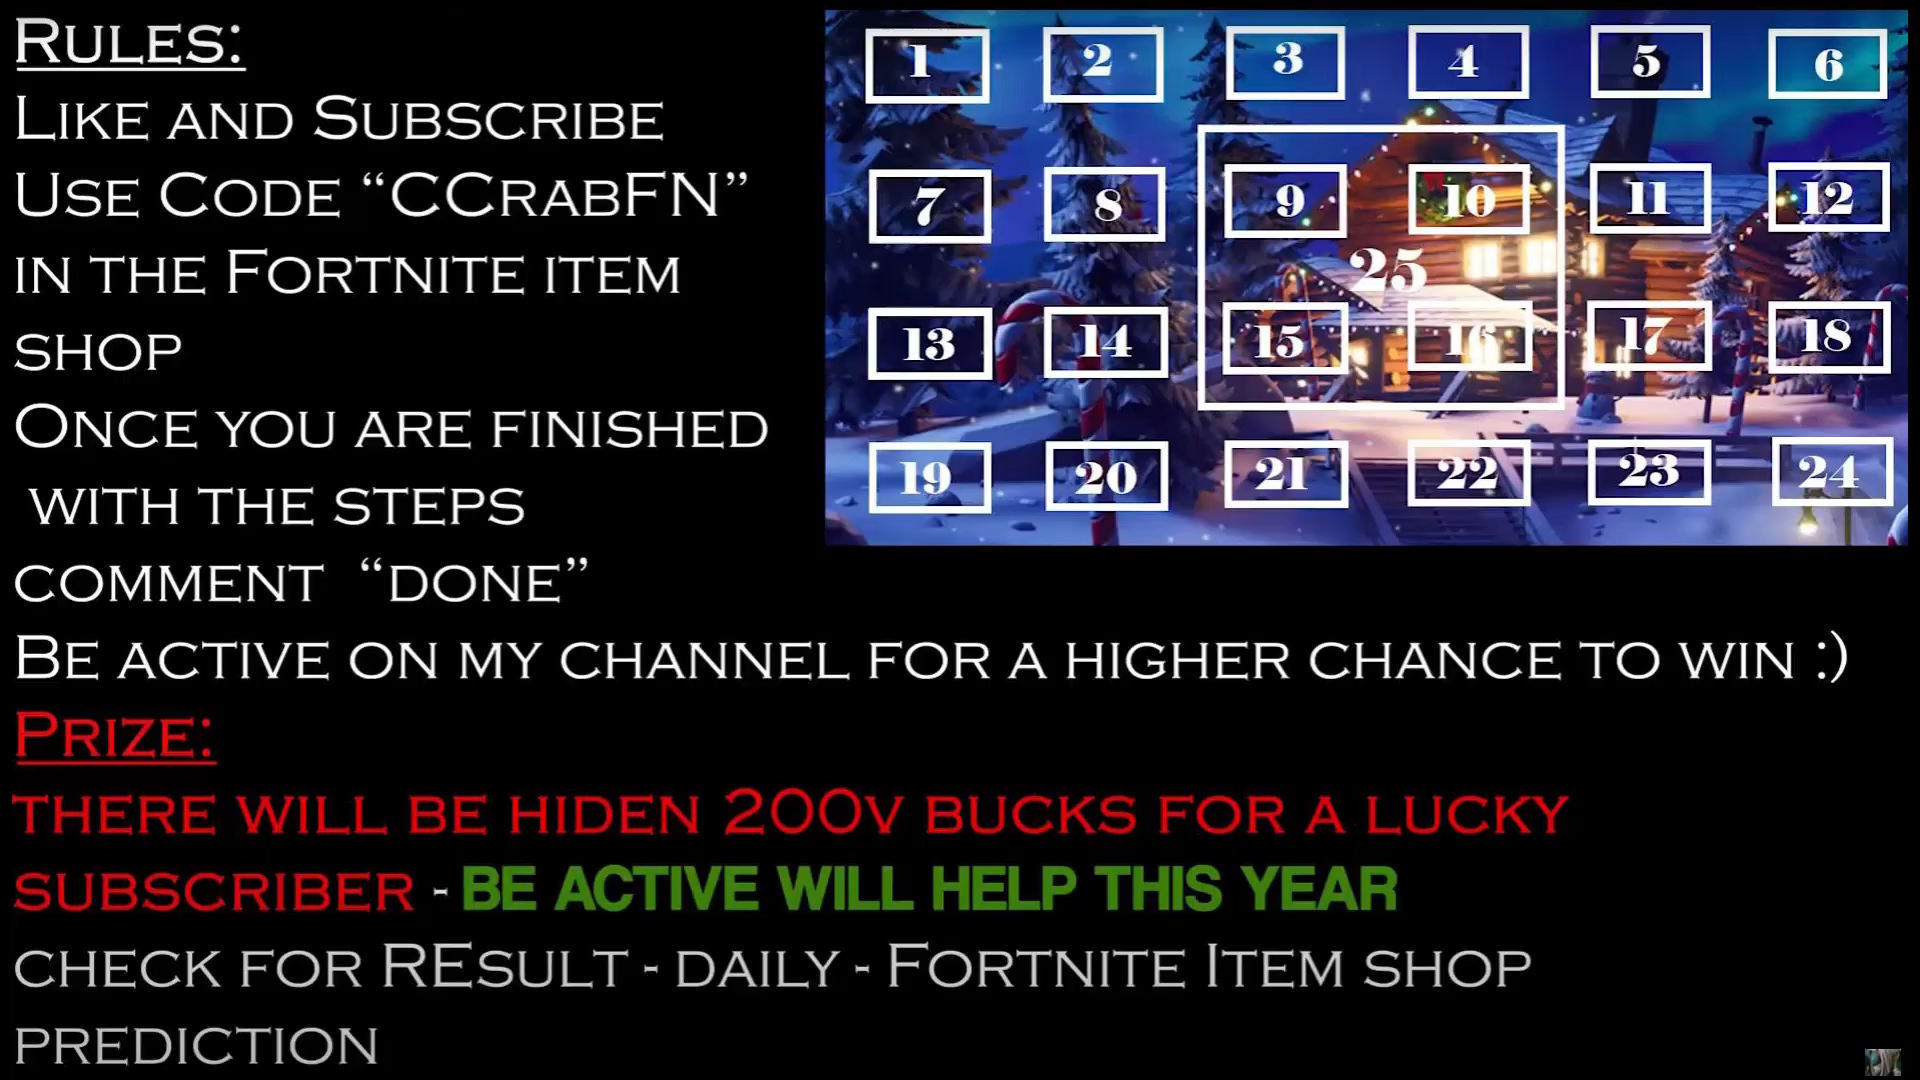 RULES:
LIKE AND SUBSCRIBE
USE CODE “CCRABFN”
IN THE FORTNITE ITEM
SHOP
ONCE YOU ARE FINISHED
WITH THE STEPS
COMMENT “DONE”
BE ACTIVE ON MY CHANNEL FOR A HIGHER CHANCE TO WIN :)
PRIZE:
THERE WILL BE HIDEN 200V BUCKS FOR A LUCKY
SUBSCRIBER - BE ACTIVE WILL HELP THIS YEAR
CHECK FOR RESULT - DAILY - FORTNITE ITEM SHOP
PREDICTION
1 2 3 4 5 6
7 8 9 10 11 12
25
13 14 15 16 17 18
19 20 21 22 23 24